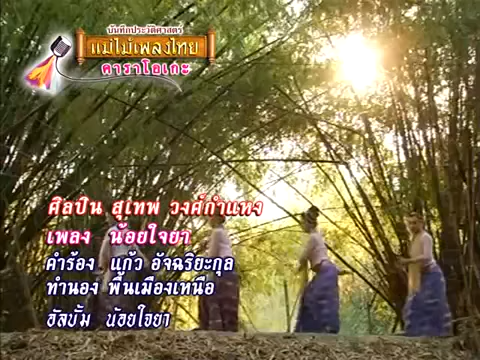 บันทึกประวัติศาสตร์
แม่ไม้เพลงไทย
คาราโอเกะ
ศิลปิน สุเทพ วงศ์กำแหง
เพลง น้อยใจยา
คำร้อง แก้ว อัจฉริยะกุล
ทำนอง พื้นเมืองเหนือ
อัลบั้ม น้อยใจยา